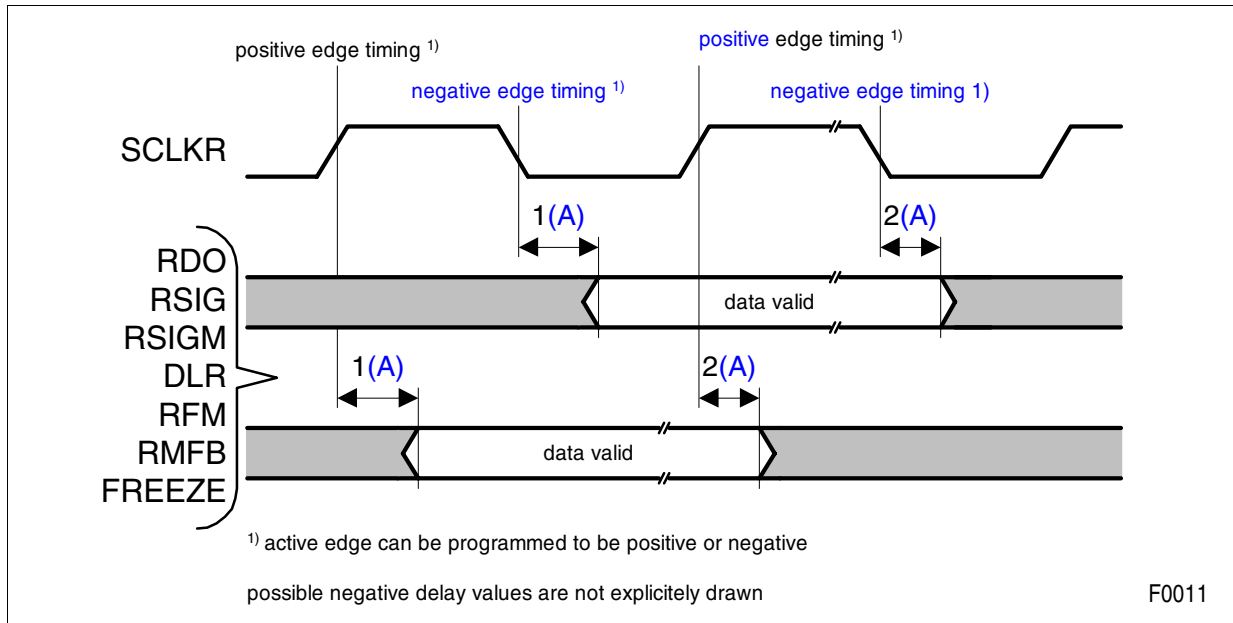 positive edge timing 1)
positive edge timing 1)
negative edge timing 1)
negative edge timing 1)
SCLKR
1(A)
2(A)
RDO
RSIG
data valid
RSIGM
DLR
1(A)
2(A)
RFM
RMFB
data valid
FREEZE
1) active edge can be programmed to be positive or negative
possible negative delay values are not explicitely drawn
F0011